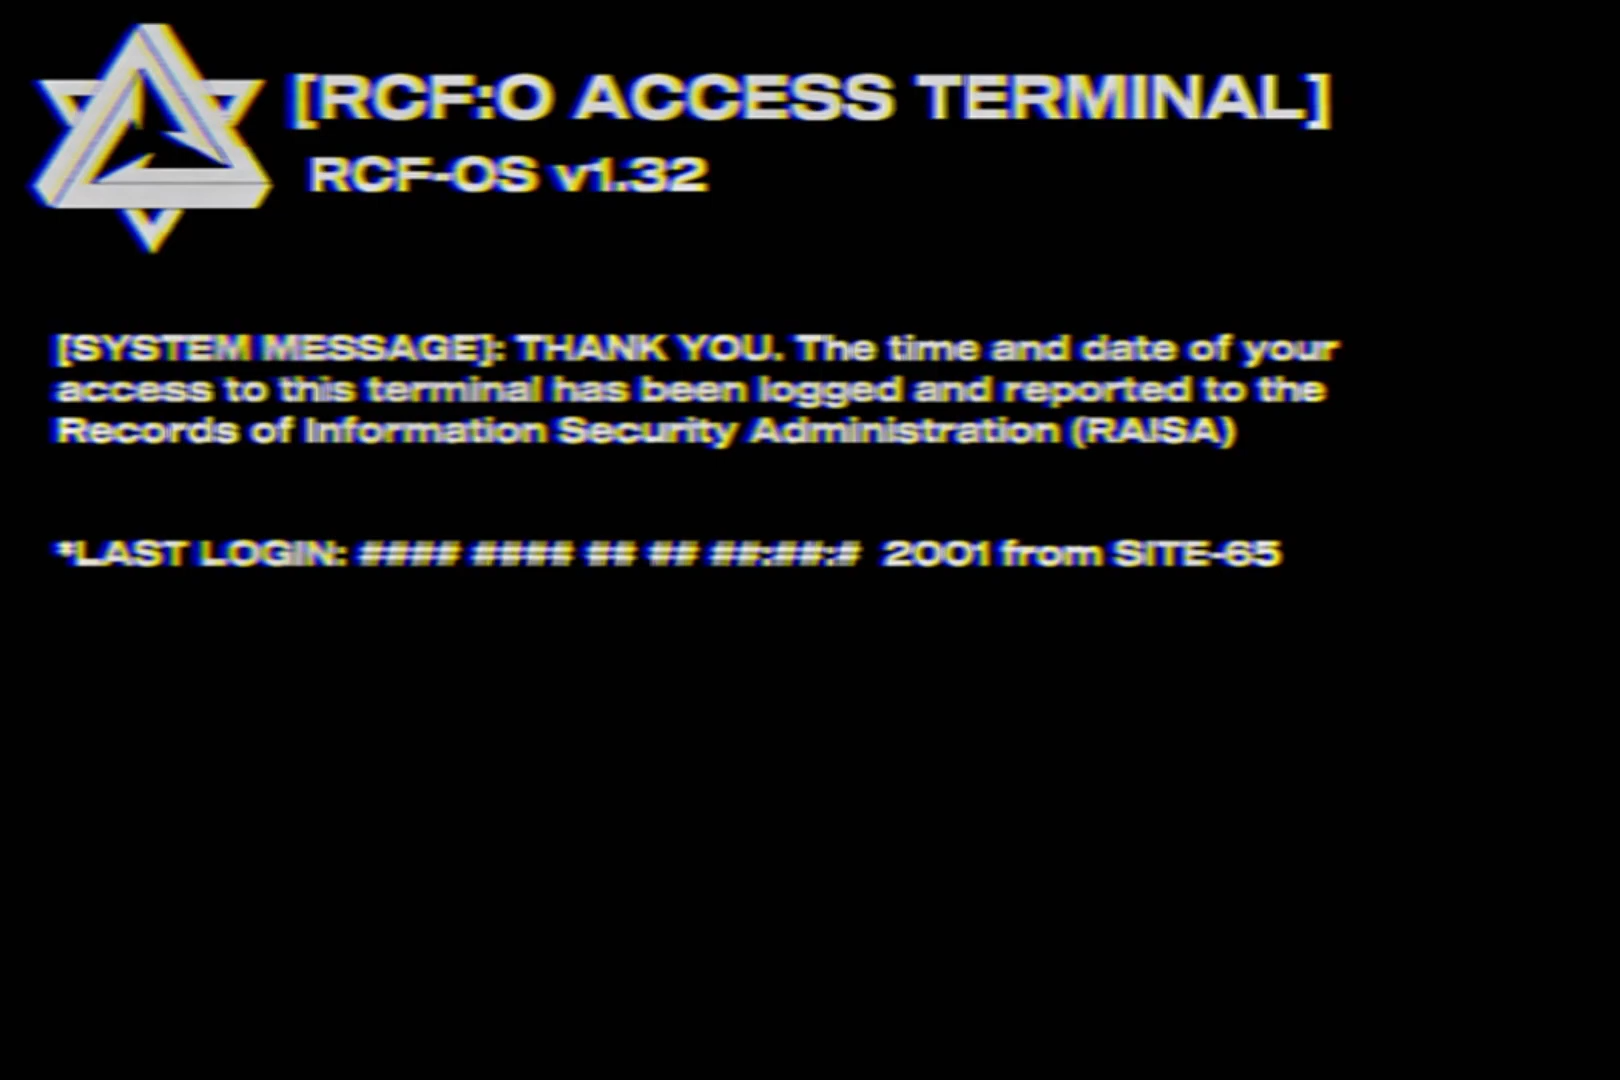 [RCF:O ACCESS TERMINAL]
RCF-OS v1.32
[SYSTEM MESSAGE]: THANK YOU. The time and date of your
access to this terminal has been logged and reported to the
Records of Information Security Administration (RAISA)
*LAST LOGIN: #### #### ## ## ##:##:# 2001 from SITE-65